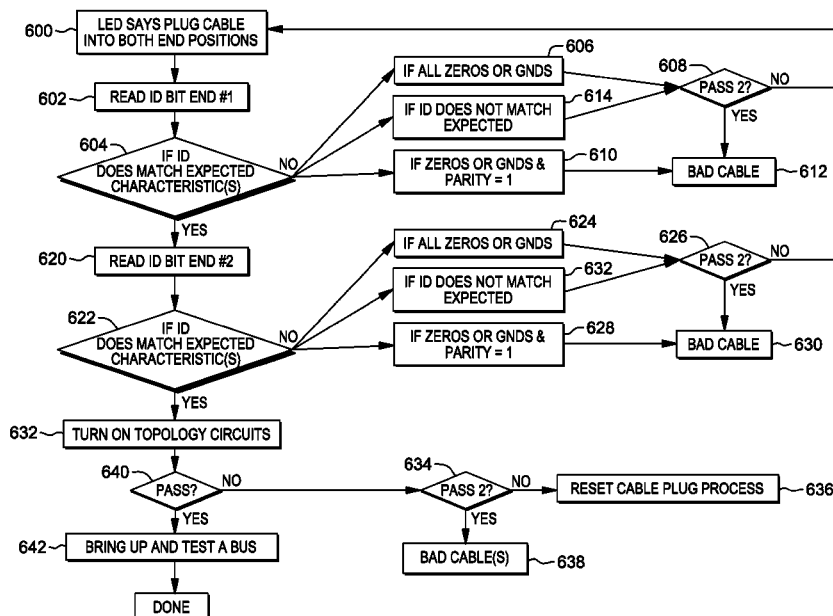 600
LED SAYS PLUG CABLE
INTO BOTH END POSITIONS
602
READ ID BIT END #1
604
IF ID
DOES MATCH EXPECTED
CHARACTERISTIC(S)
NO
YES
606
IF ALL ZEROS OR GNDS
614
IF ID DOES NOT MATCH
EXPECTED
610
IF ZEROS OR GNDS &
PARITY = 1
608
PASS 2?
NO
YES
BAD CABLE
612
620
READ ID BIT END #2
622
IF ID
DOES MATCH EXPECTED
CHARACTERISTIC(S)
NO
YES
624
IF ALL ZEROS OR GNDS
632
IF ID DOES NOT MATCH
EXPECTED
628
IF ZEROS OR GNDS &
PARITY = 1
626
PASS 2?
NO
YES
BAD CABLE
630
632
TURN ON TOPOLOGY CIRCUITS
640
PASS?
NO
YES
634
PASS 2?
NO
YES
RESET CABLE PLUG PROCESS
636
BAD CABLE(S)
638
642
BRING UP AND TEST A BUS
DONE